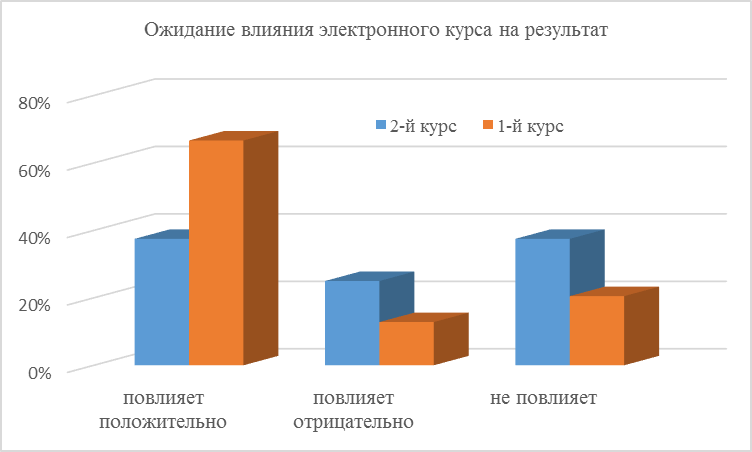 Ожидание влияния электронного курса на результат
80%
2-й курс 1-й курс
60%
40%
20%
0%
повлияет повлияет не повлияет
положительно отрицательно